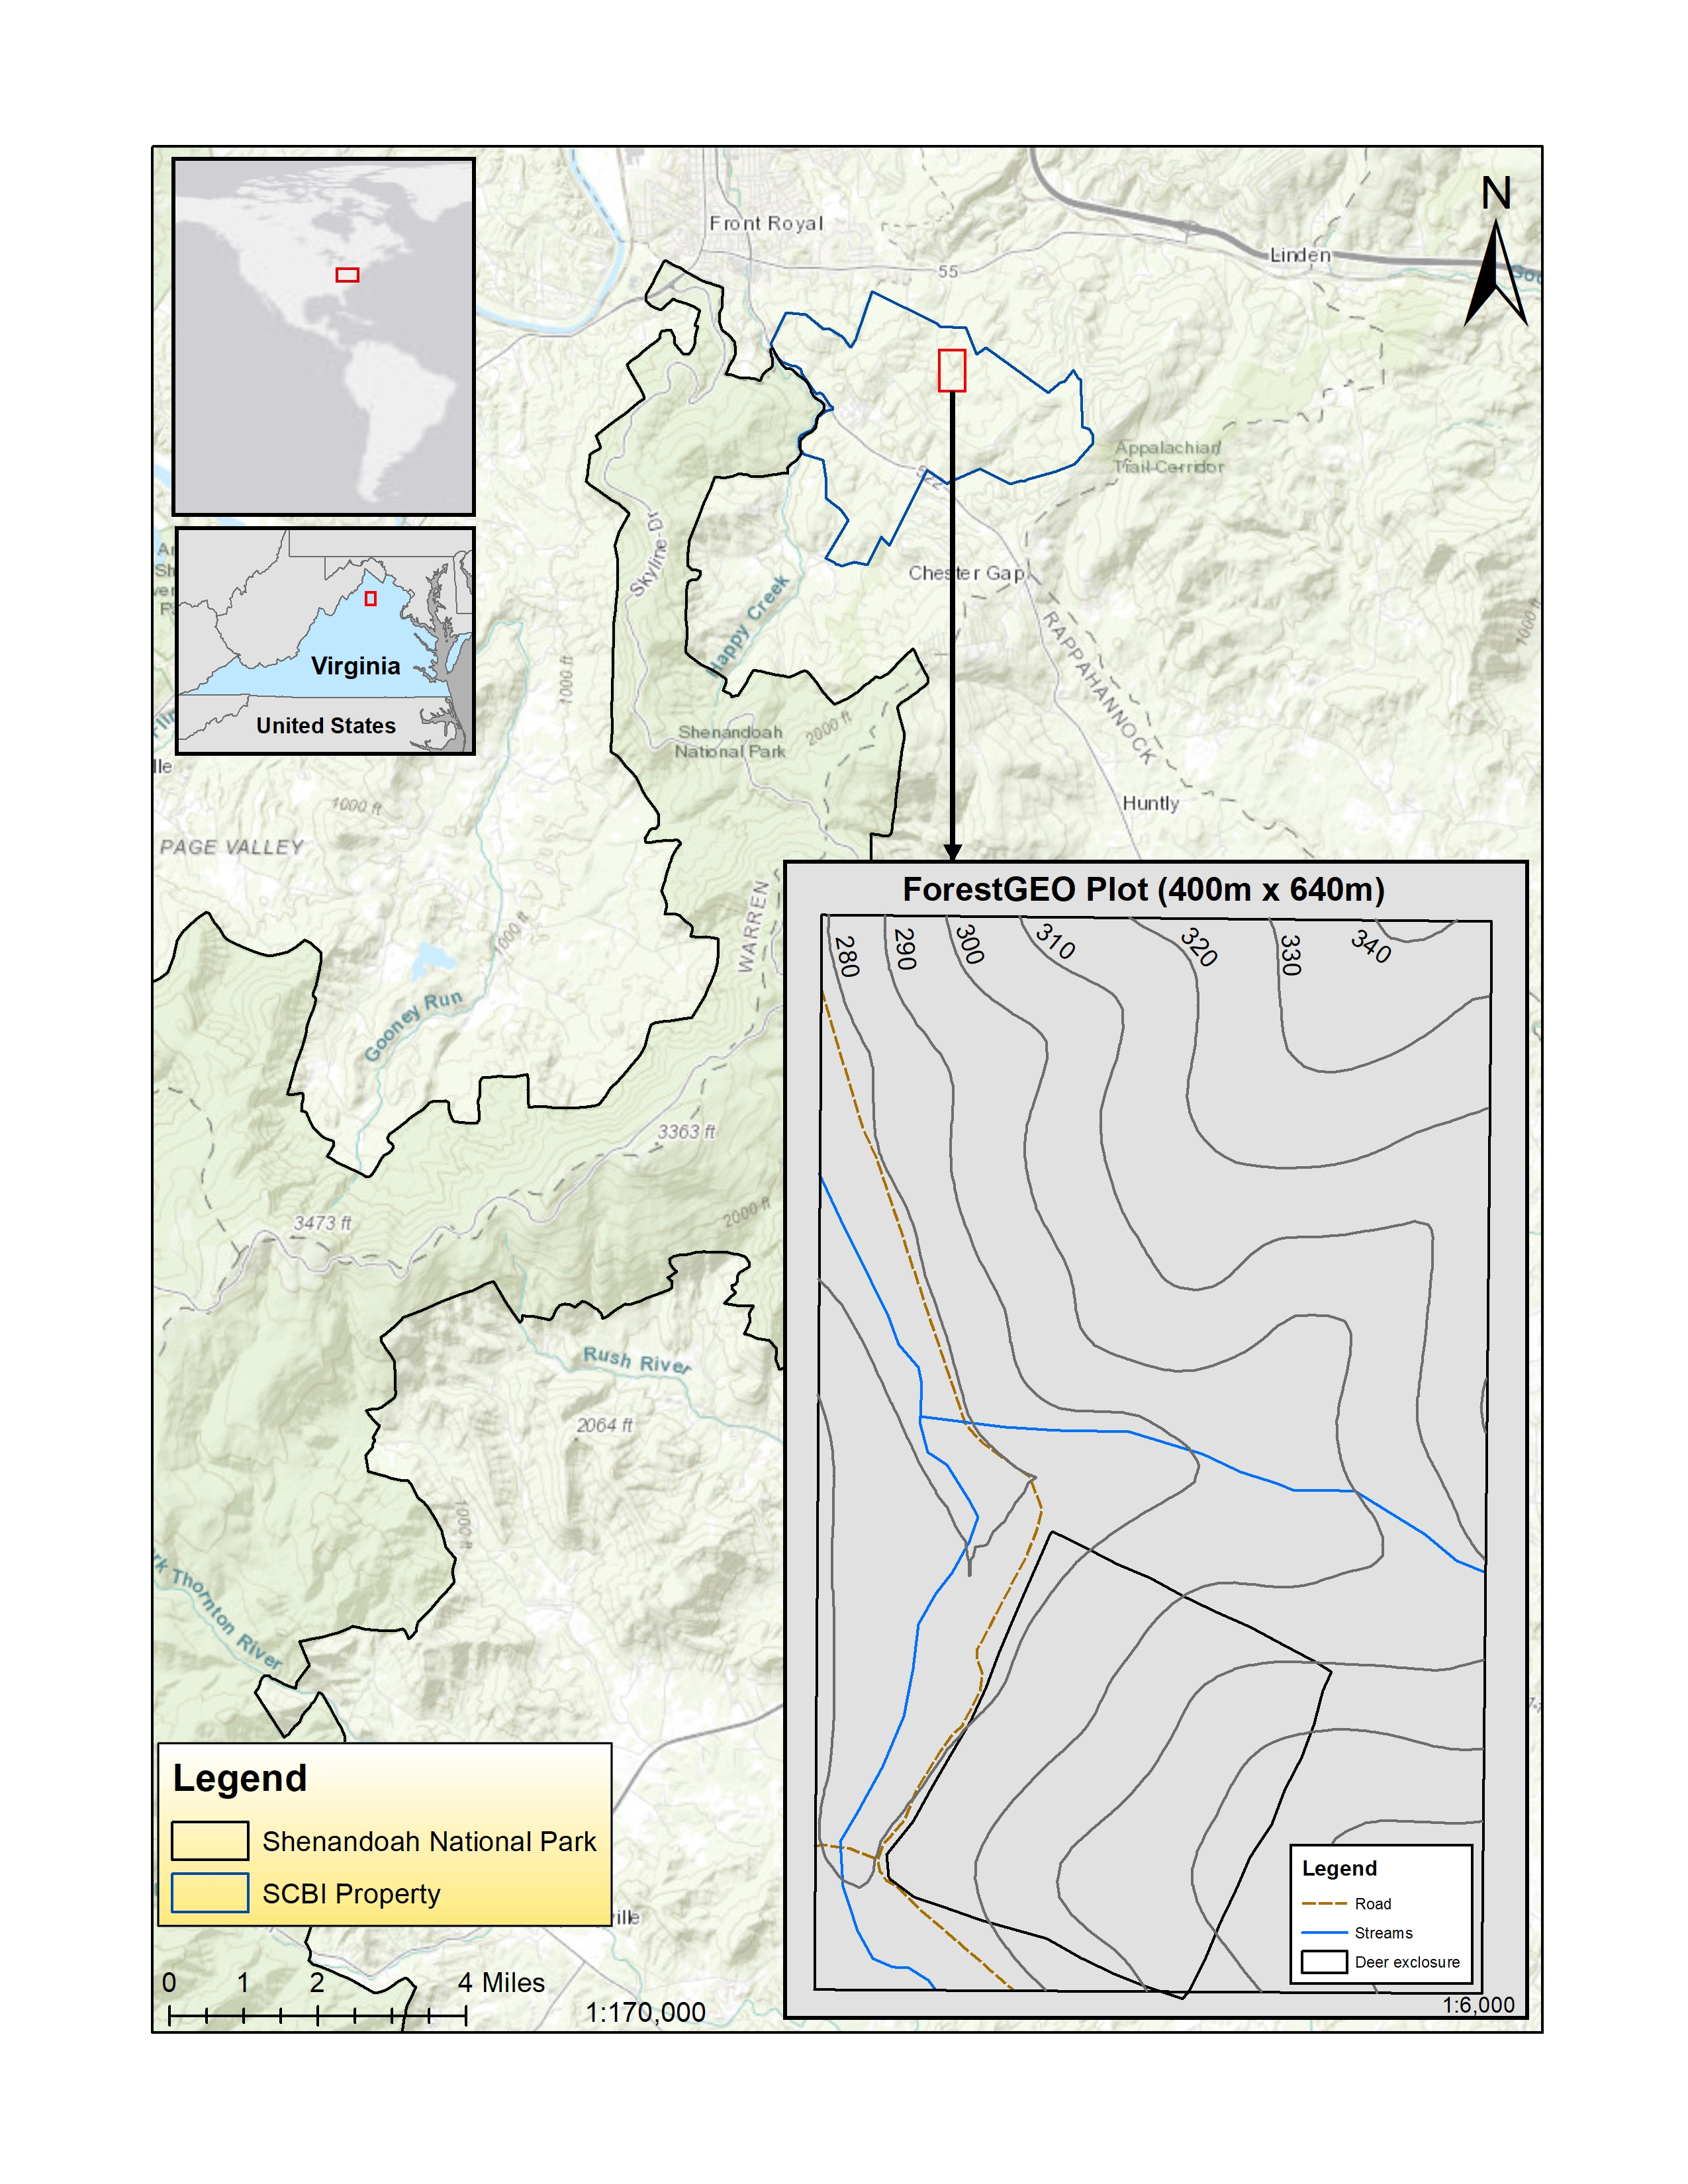 Front Royal
N
Linden
55
Appalachian
Trail Corridor
522
Skyline-Dr
Chester Gap
Virginia
United States
Happy Creek
RAPPAHANNOCK
1000 ft
1000 ft
Shenandoah
National Park
2000 ft
1000 ft
Huntly
PAGE VALLEY
WARREN
1000 ft
Gooney Run
3363 ft
2000 ft
3473 ft
Rush River
2064 ft
1000 ft
Thornton River
ForestGEO Plot (400m x 640m)
280
290
300
310
320
330
340
Legend
Road
Streams
Deer exclosure
1:6,000
Legend
Shenandoah National Park
SCBI Property
ville
0 1 2 4 Miles
1:170,000